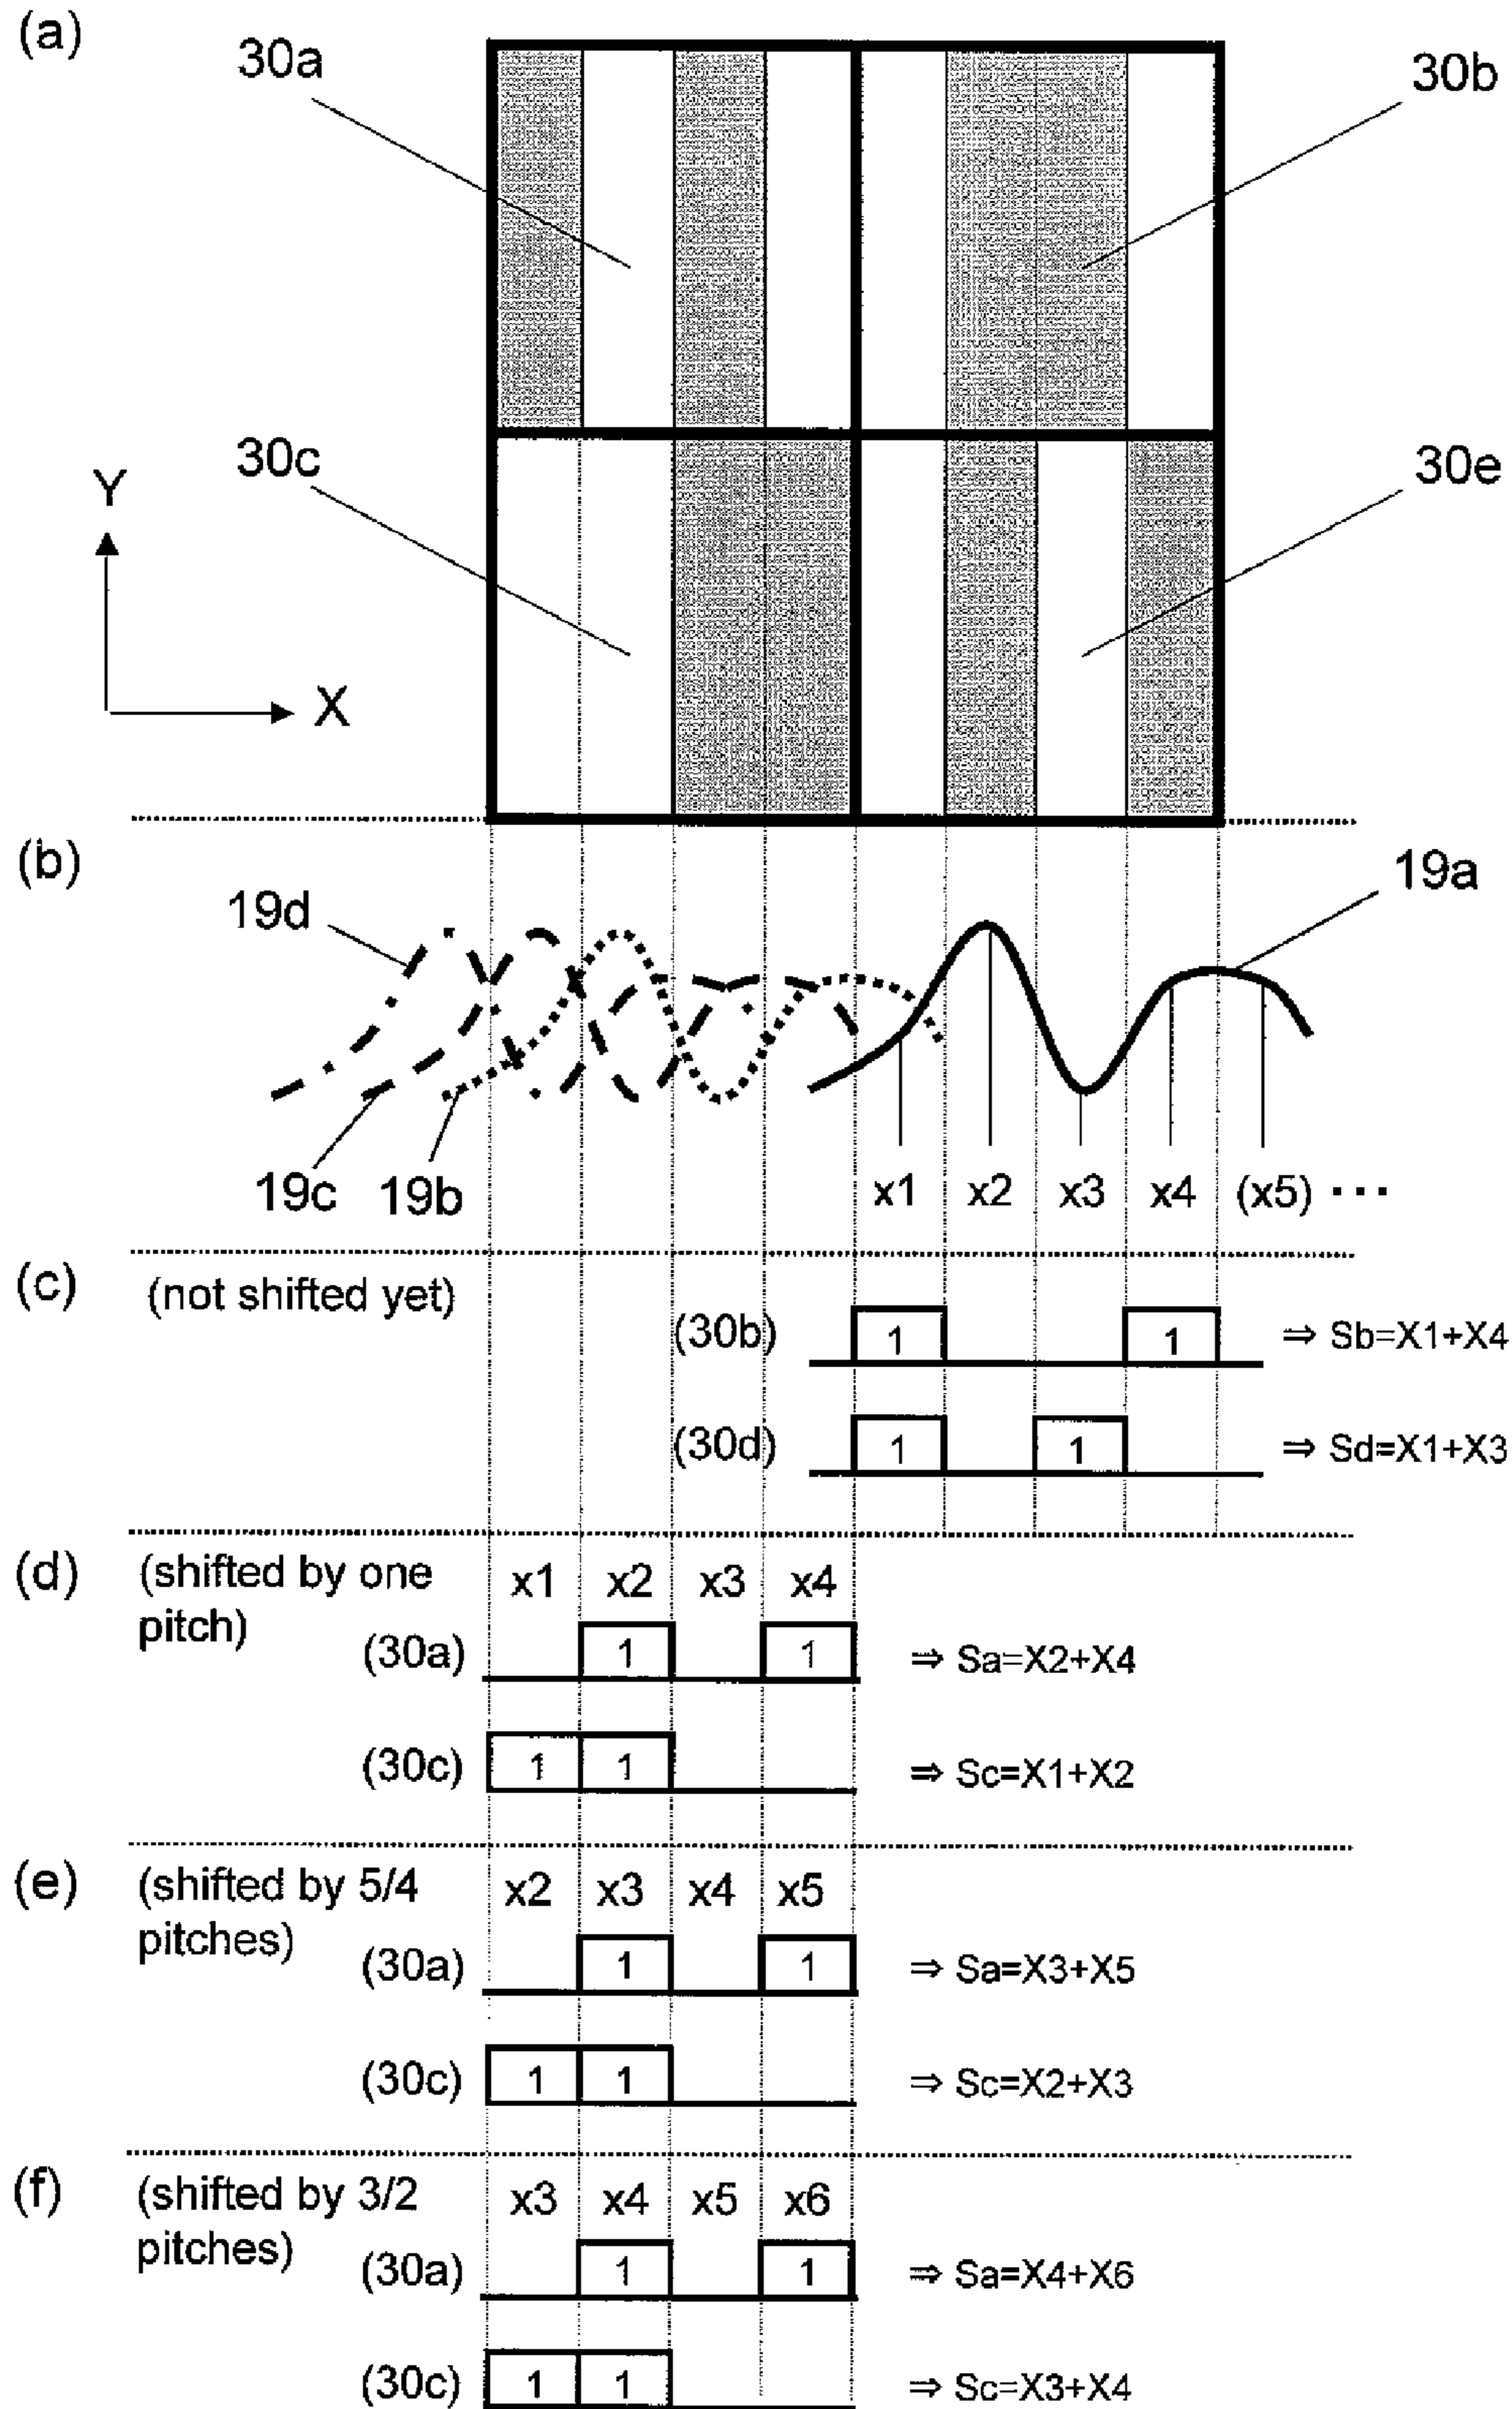 (a)
30a
30b
30c
30e
Y
X
(b)
19d
19a
19c
19b
x1 x2 x3 x4 (x5) ···
(c)
(not shifted yet)
(30b) 1 1 ⇒ Sb=X1+X4
(30d) 1 1 ⇒ Sd=X1+X3
(d)
(shifted by one
pitch)
x1 x2 x3 x4
(30a) 1 1 ⇒ Sa=X2+X4
(30c) 1 1 ⇒ Sc=X1+X2
(e)
(shifted by 5/4
pitches)
x2 x3 x4 x5
(30a) 1 1 ⇒ Sa=X3+X5
(30c) 1 1 ⇒ Sc=X2+X3
(f)
(shifted by 3/2
pitches)
x3 x4 x5 x6
(30a) 1 1 ⇒ Sa=X4+X6
(30c) 1 1 ⇒ Sc=X3+X4